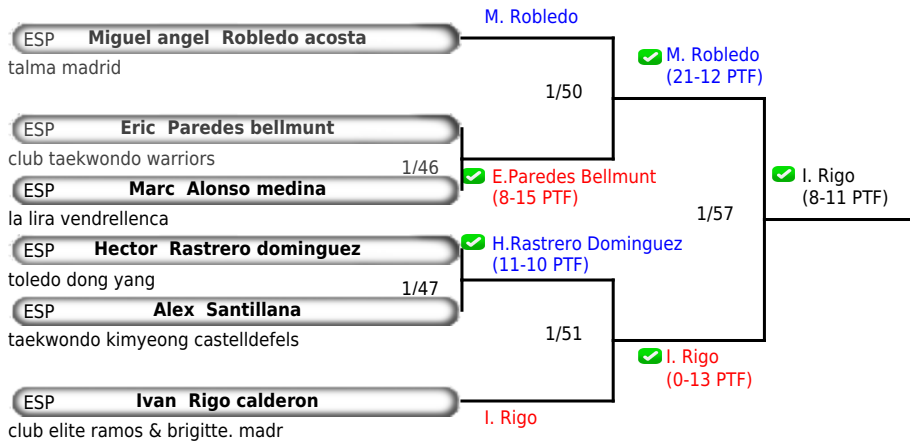 M. Robledo
ESP Miguel angel Robledo acosta
talma madrid
M. Robledo
(21-12 PTF)
1/50
ESP Eric Paredes bellmunt
club taekwondo warriors
1/46
E.Paredes Bellmunt
(8-15 PTF)
ESP Marc Alonso medina
la lira vendrellenca
I. Rigo
(8-11 PTF)
1/57
ESP Hector Rastrero dominguez
toledo dong yang
H.Rastrero Dominguez
(11-10 PTF)
1/47
ESP Alex Santillana
taekwondo kimyeong castelldefels
1/51
I. Rigo
(0-13 PTF)
ESP Ivan Rigo calderon
club elite ramos & brigitte. madr
I. Rigo